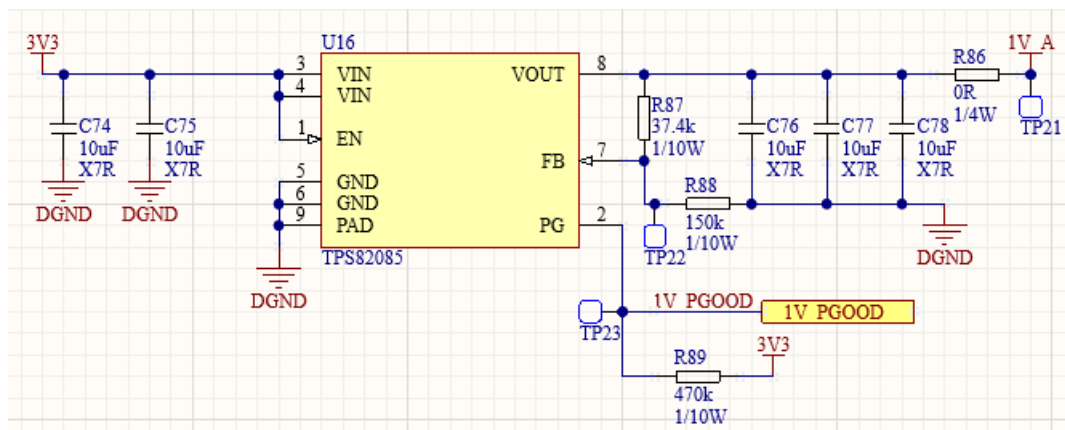 3V3
C74
10uF
X7R
DGND
C75
10uF
X7R
DGND
U16
3 VIN
4 VIN
1 EN
5 GND
6 GND
9 PAD
VOUT 8
FB 7
PG 2
TPS82085
DGND
R87
37.4k
1/10W
R88
150k
1/10W
TP22
C76
10uF
X7R
C77
10uF
X7R
C78
10uF
X7R
DGND
R86
0R
1/4W
1V_A
TP21
TP23
1V_PGOOD
1V_PGOOD
R89
470k
1/10W
3V3